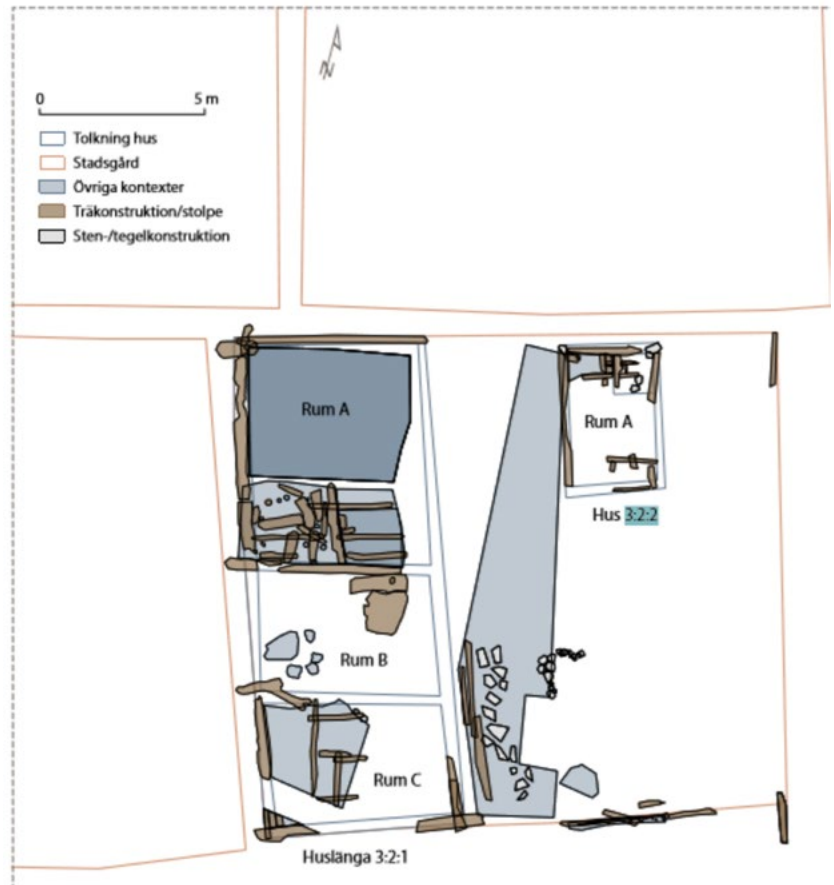 N
0 5 m
Tolkning hus
Stadsgård
Övriga kontexter
Träkonstruktion/stolpe
Sten-/tegelkonstruktion
Rum A
Rum A
Hus 3:2:2
Rum B
Rum C
Huslänga 3:2:1